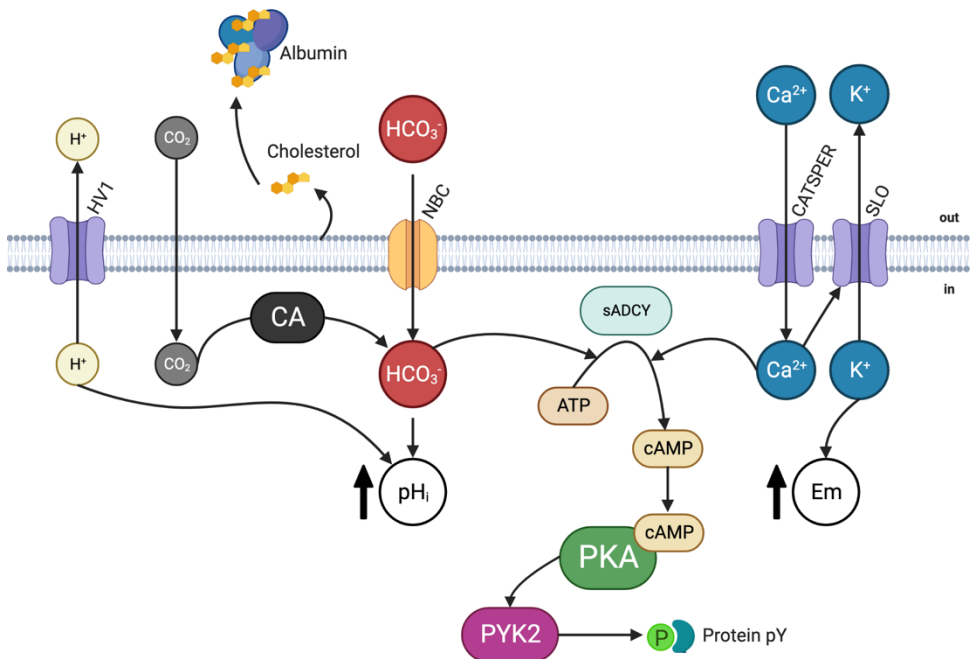 Albumin
Ca²⁺
K⁺
H⁺
CO₂
HCO₃⁻
Cholesterol
HV1
NBC
CATSPER
SLO
out
in
CA
sADCY
H⁺
CO₂
HCO₃⁻
Ca²⁺
K⁺
ATP
cAMP
pHᵢ
Em
cAMP
PKA
PYK2
P
Protein pY